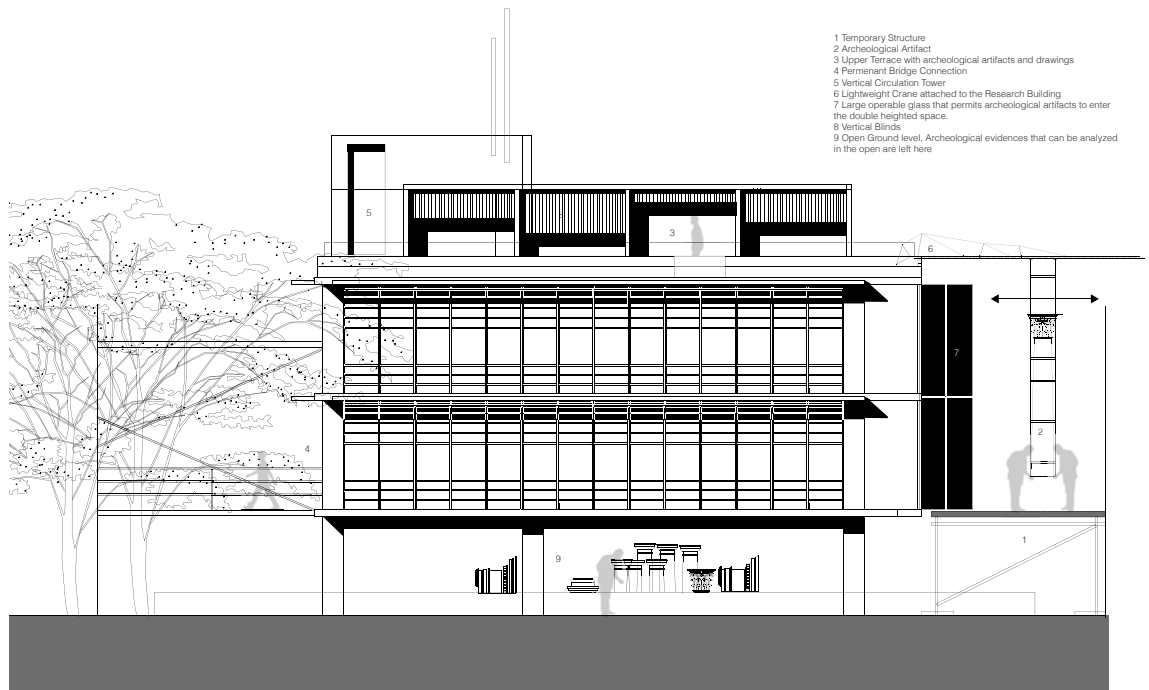 1 Temporary Structure
2 Archeological Artifact
3 Upper Terrace with archeological artifacts and drawings
4 Permenant Bridge Connection
5 Vertical Circulation Tower
6 Lightweight Crane attached to the Research Building
7 Large operable glass that permits archeological artifacts to enter
the double heighted space.
8 Vertical Blinds
9 Open Ground level, Archeological evidences that can be analyzed
in the open are left here
5
3
6
7
2
4
9
1